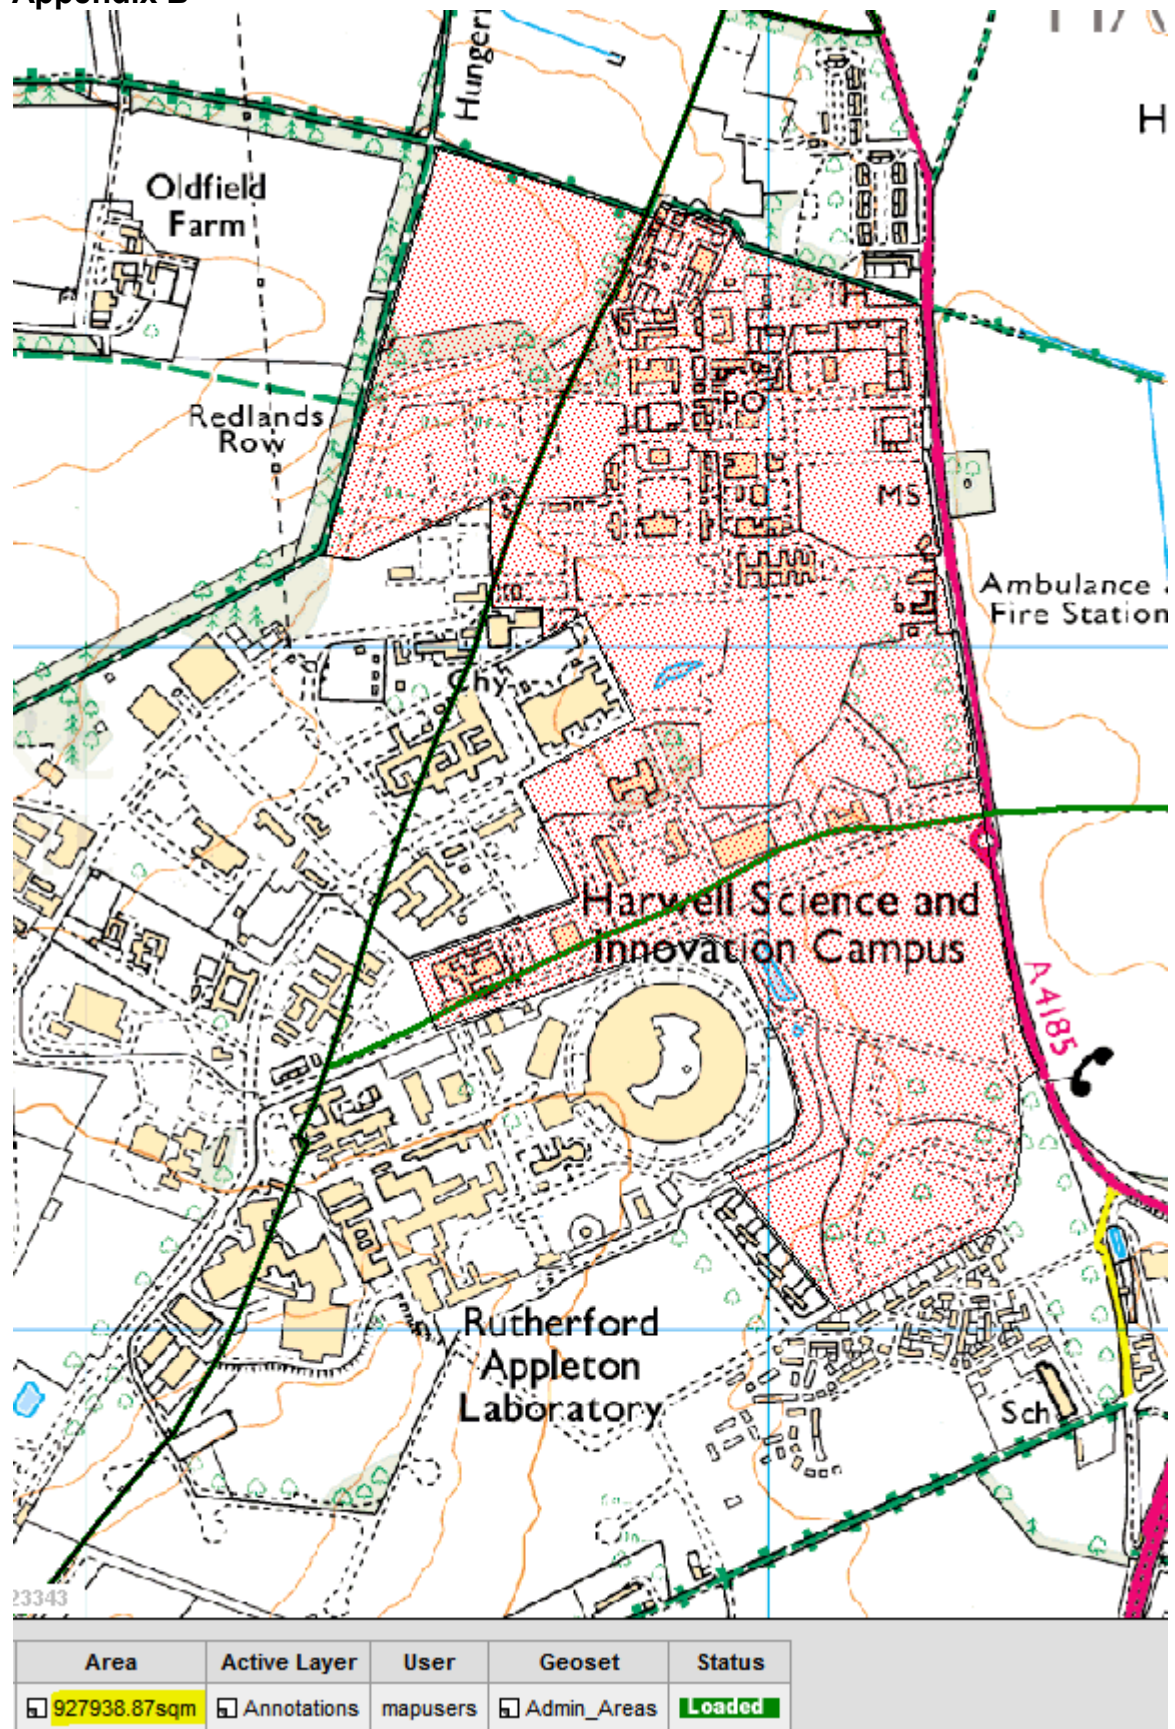 Appendix B
Hungerf
H
Oldfield
Farm
Redlands
Row
PO
MS
Ambulance
Fire Station
Chy
Harwell Science and
Innovation Campus
A4185
Rutherford
Appleton
Laboratory
Sch
23343
Area Active Layer User Geoset Status
927938.87sqm Annotations mapusers Admin_Areas Loaded